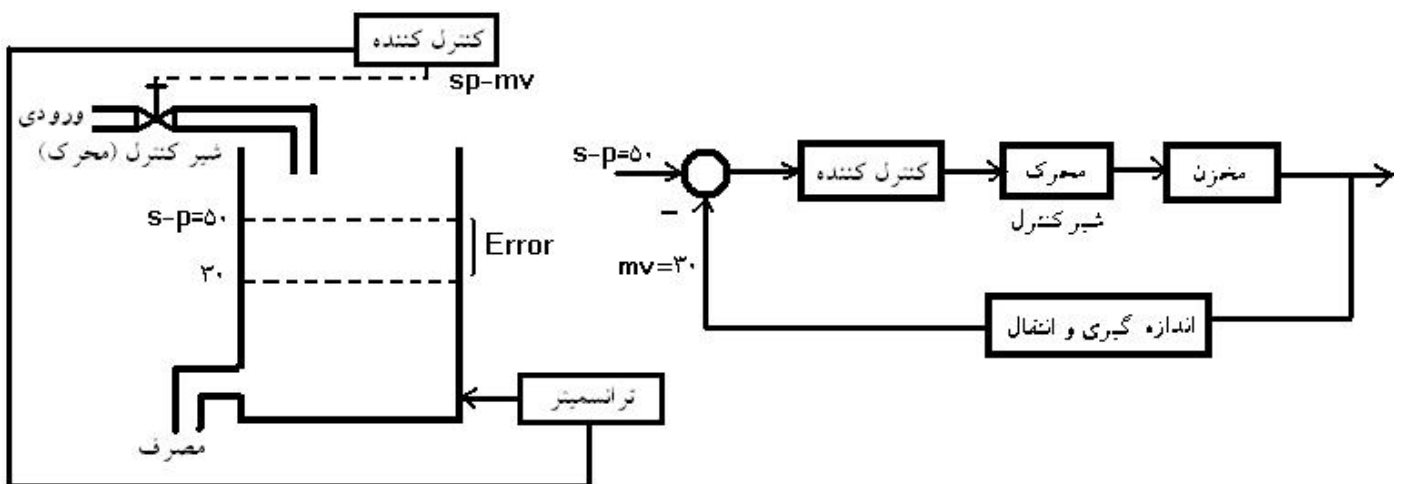 کنترل کننده
sp-mv
ورودی
شیر کنترل (محرک)
s-p=۵۰
Error
۳۰
ترانسمیتر
مصرف
s-p=۵۰
کنترل کننده
محرک
مخزن
شیر کنترل
–
mv=۳۰
اندازه گیری و انتقال